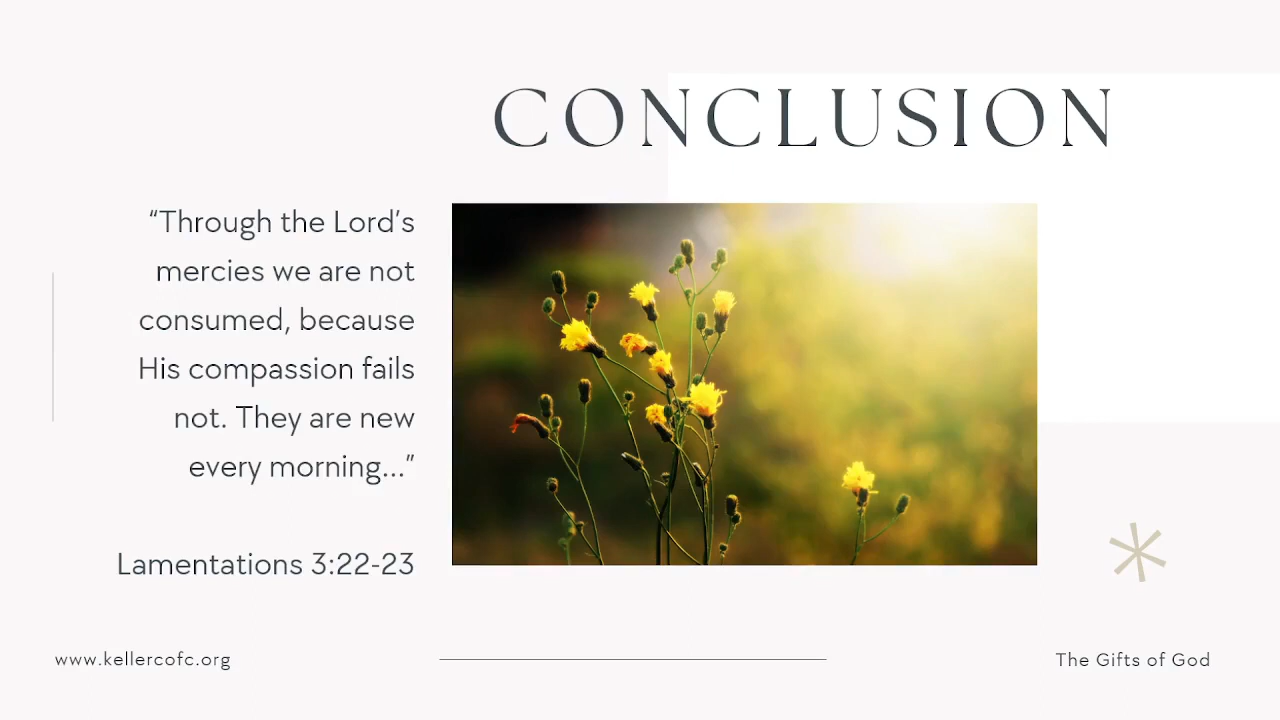 CONCLUSION
“Through the Lord’s
mercies we are not
consumed, because
His compassion fails
not. They are new
every morning...”
Lamentations 3:22-23
www.kellercofc.org
The Gifts of God